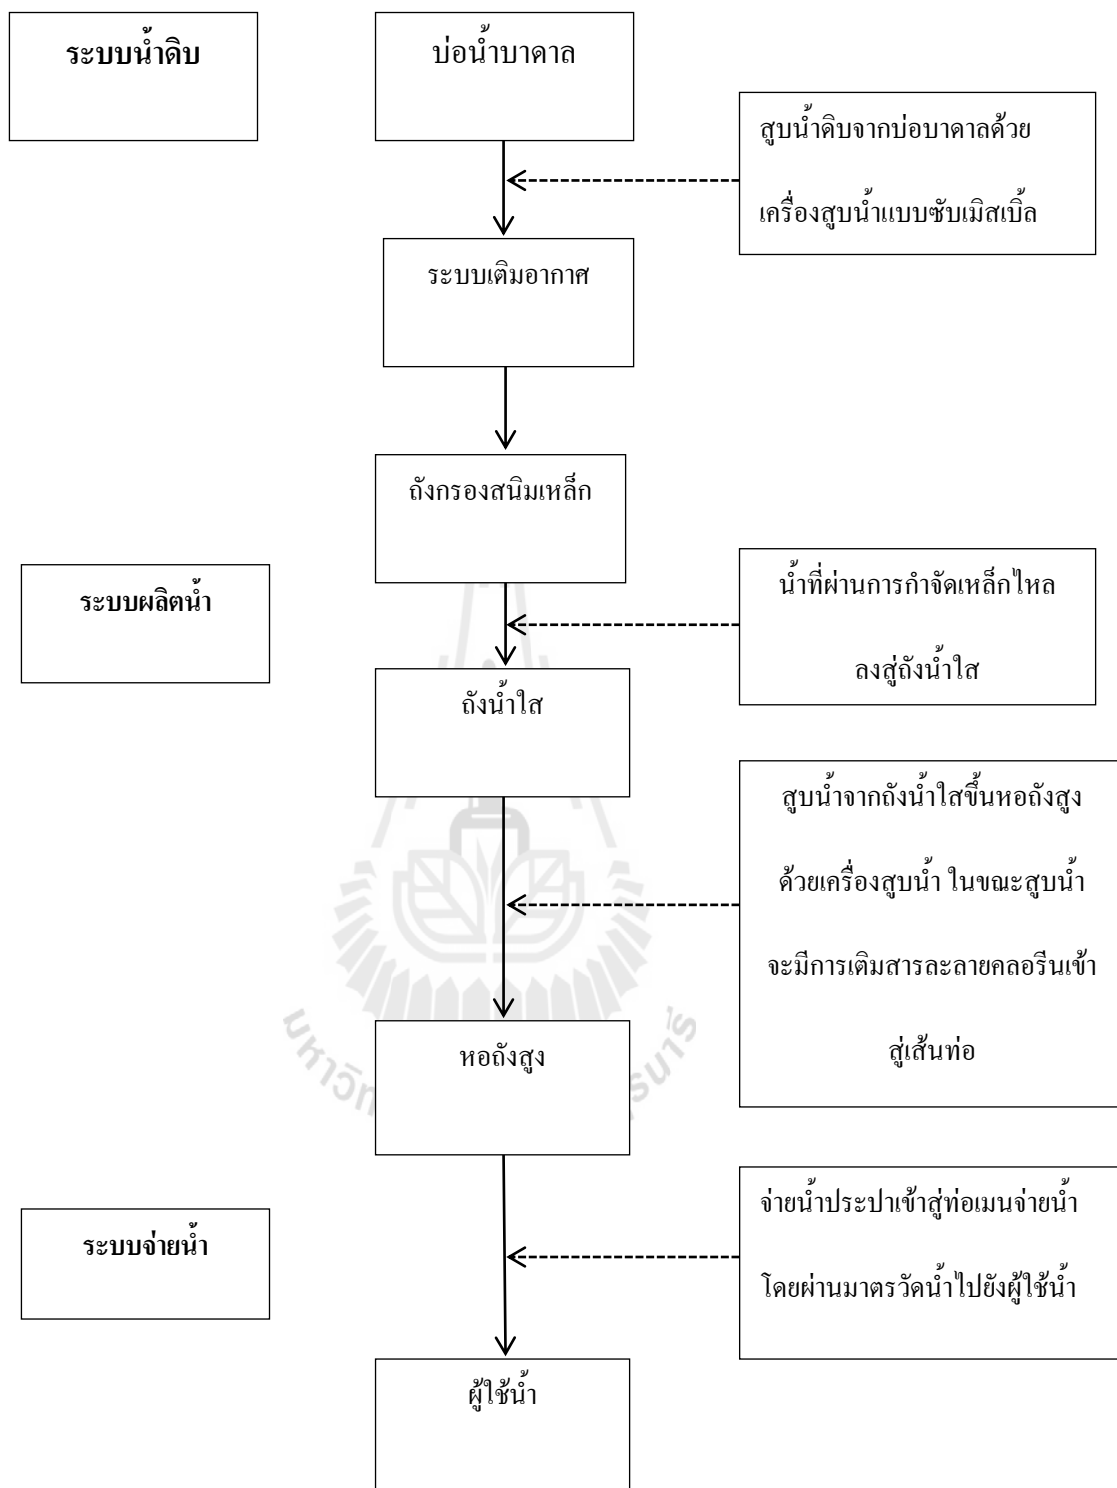 ระบบน้ำดิบ
บ่อน้ำบาดาล
สูบน้ำดิบจากบ่อบาดาลด้วย
เครื่องสูบน้ำแบบซับเมิสเบิ้ล
ระบบเติมอากาศ
ถังกรองสนิมเหล็ก
ระบบผลิตน้ำ
น้ำที่ผ่านการกำจัดเหล็กไหล
ลงสู่ถังน้ำใส
ถังน้ำใส
สูบน้ำจากถังน้ำใสขึ้นหอถังสูง
ด้วยเครื่องสูบน้ำ ในขณะสูบน้ำ
จะมีการเติมสารละลายคลอรีนเข้า
สู่เส้นท่อ
หอถังสูง
จ่ายน้ำประปาเข้าสู่ท่อเมนจ่ายน้ำ
โดยผ่านมาตรวัดน้ำไปยังผู้ใช้น้ำ
ระบบจ่ายน้ำ
ผู้ใช้น้ำ